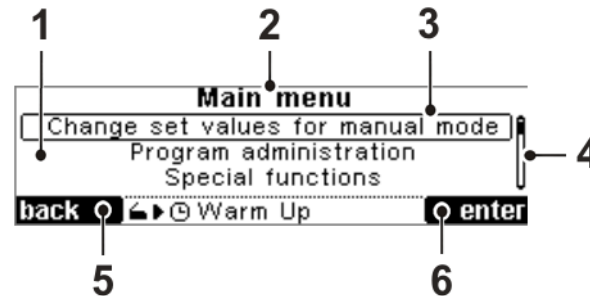 1 2 3
Main menu
Change set values for manual mode
Program administration
Special functions
4
back Warm Up enter
5 6